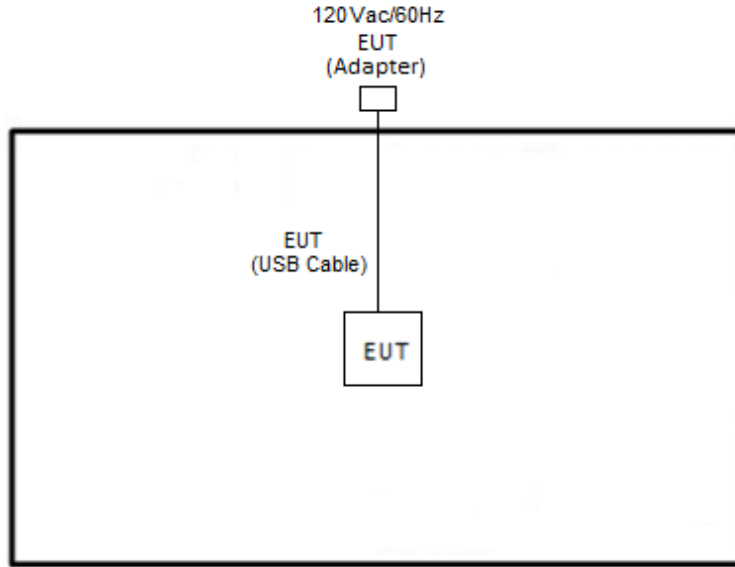 120Vac/60Hz
EUT
(Adapter)
EUT
(USB Cable)
EUT